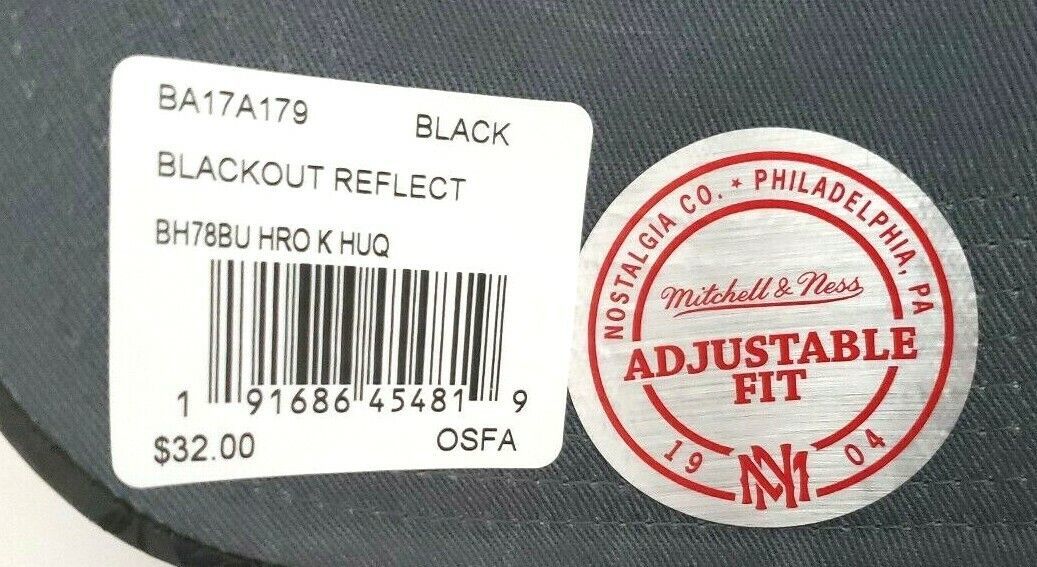 BA17A179 BLACK
BLACKOUT REFLECT
BH78BU HRO K HUQ
1 91686 45481 9
$32.00 OSFA
NOSTALGIA CO. ★ PHILADELPHIA, PA
Mitchell & Ness
ADJUSTABLE
FIT
19 MN 04